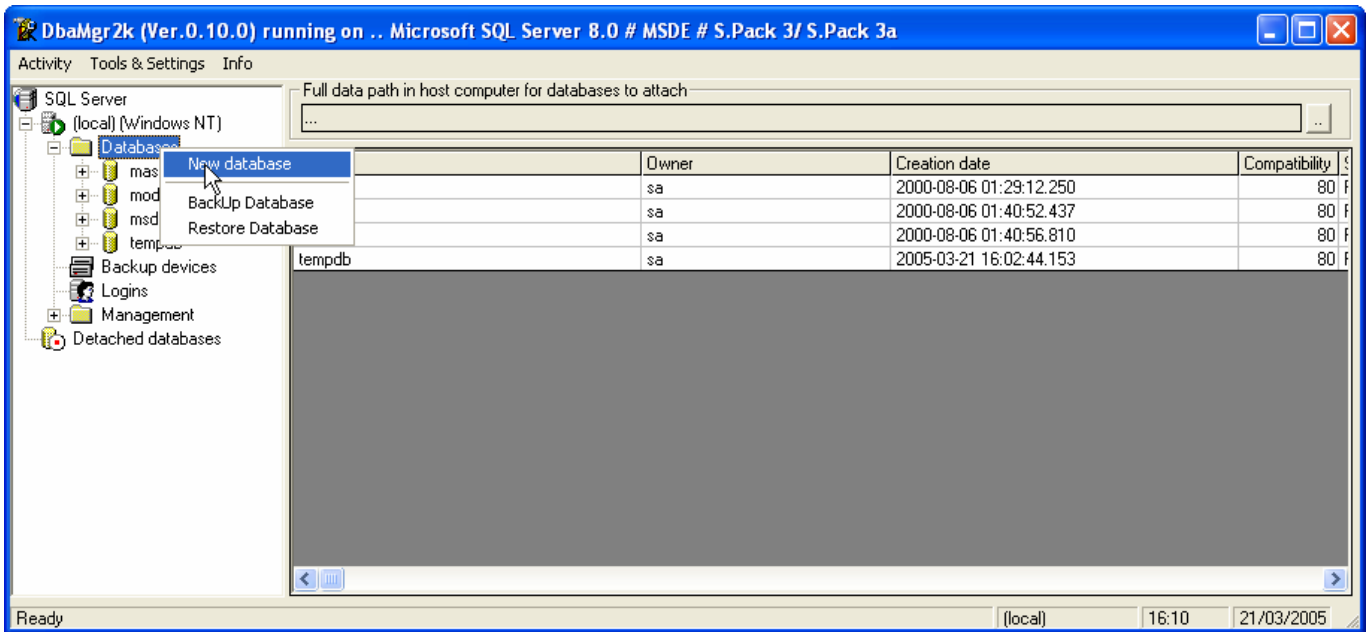 DbaMgr2k (Ver.0.10.0) running on .. Microsoft SQL Server 8.0 # MSDE # S.Pack 3/ S.Pack 3a
Activity Tools & Settings Info
SQL Server
(local) (Windows NT)
Databases
mas
mod
msd
tempdb
Backup devices
Logins
Management
Detached databases
New database
BackUp Database
Restore Database
Full data path in host computer for databases to attach
...
..
Owner Creation date Compatibility
sa 2000-08-06 01:29:12.250 80
sa 2000-08-06 01:40:52.437 80
sa 2000-08-06 01:40:56.810 80
tempdb sa 2005-03-21 16:02:44.153 80
Ready (local) 16:10 21/03/2005